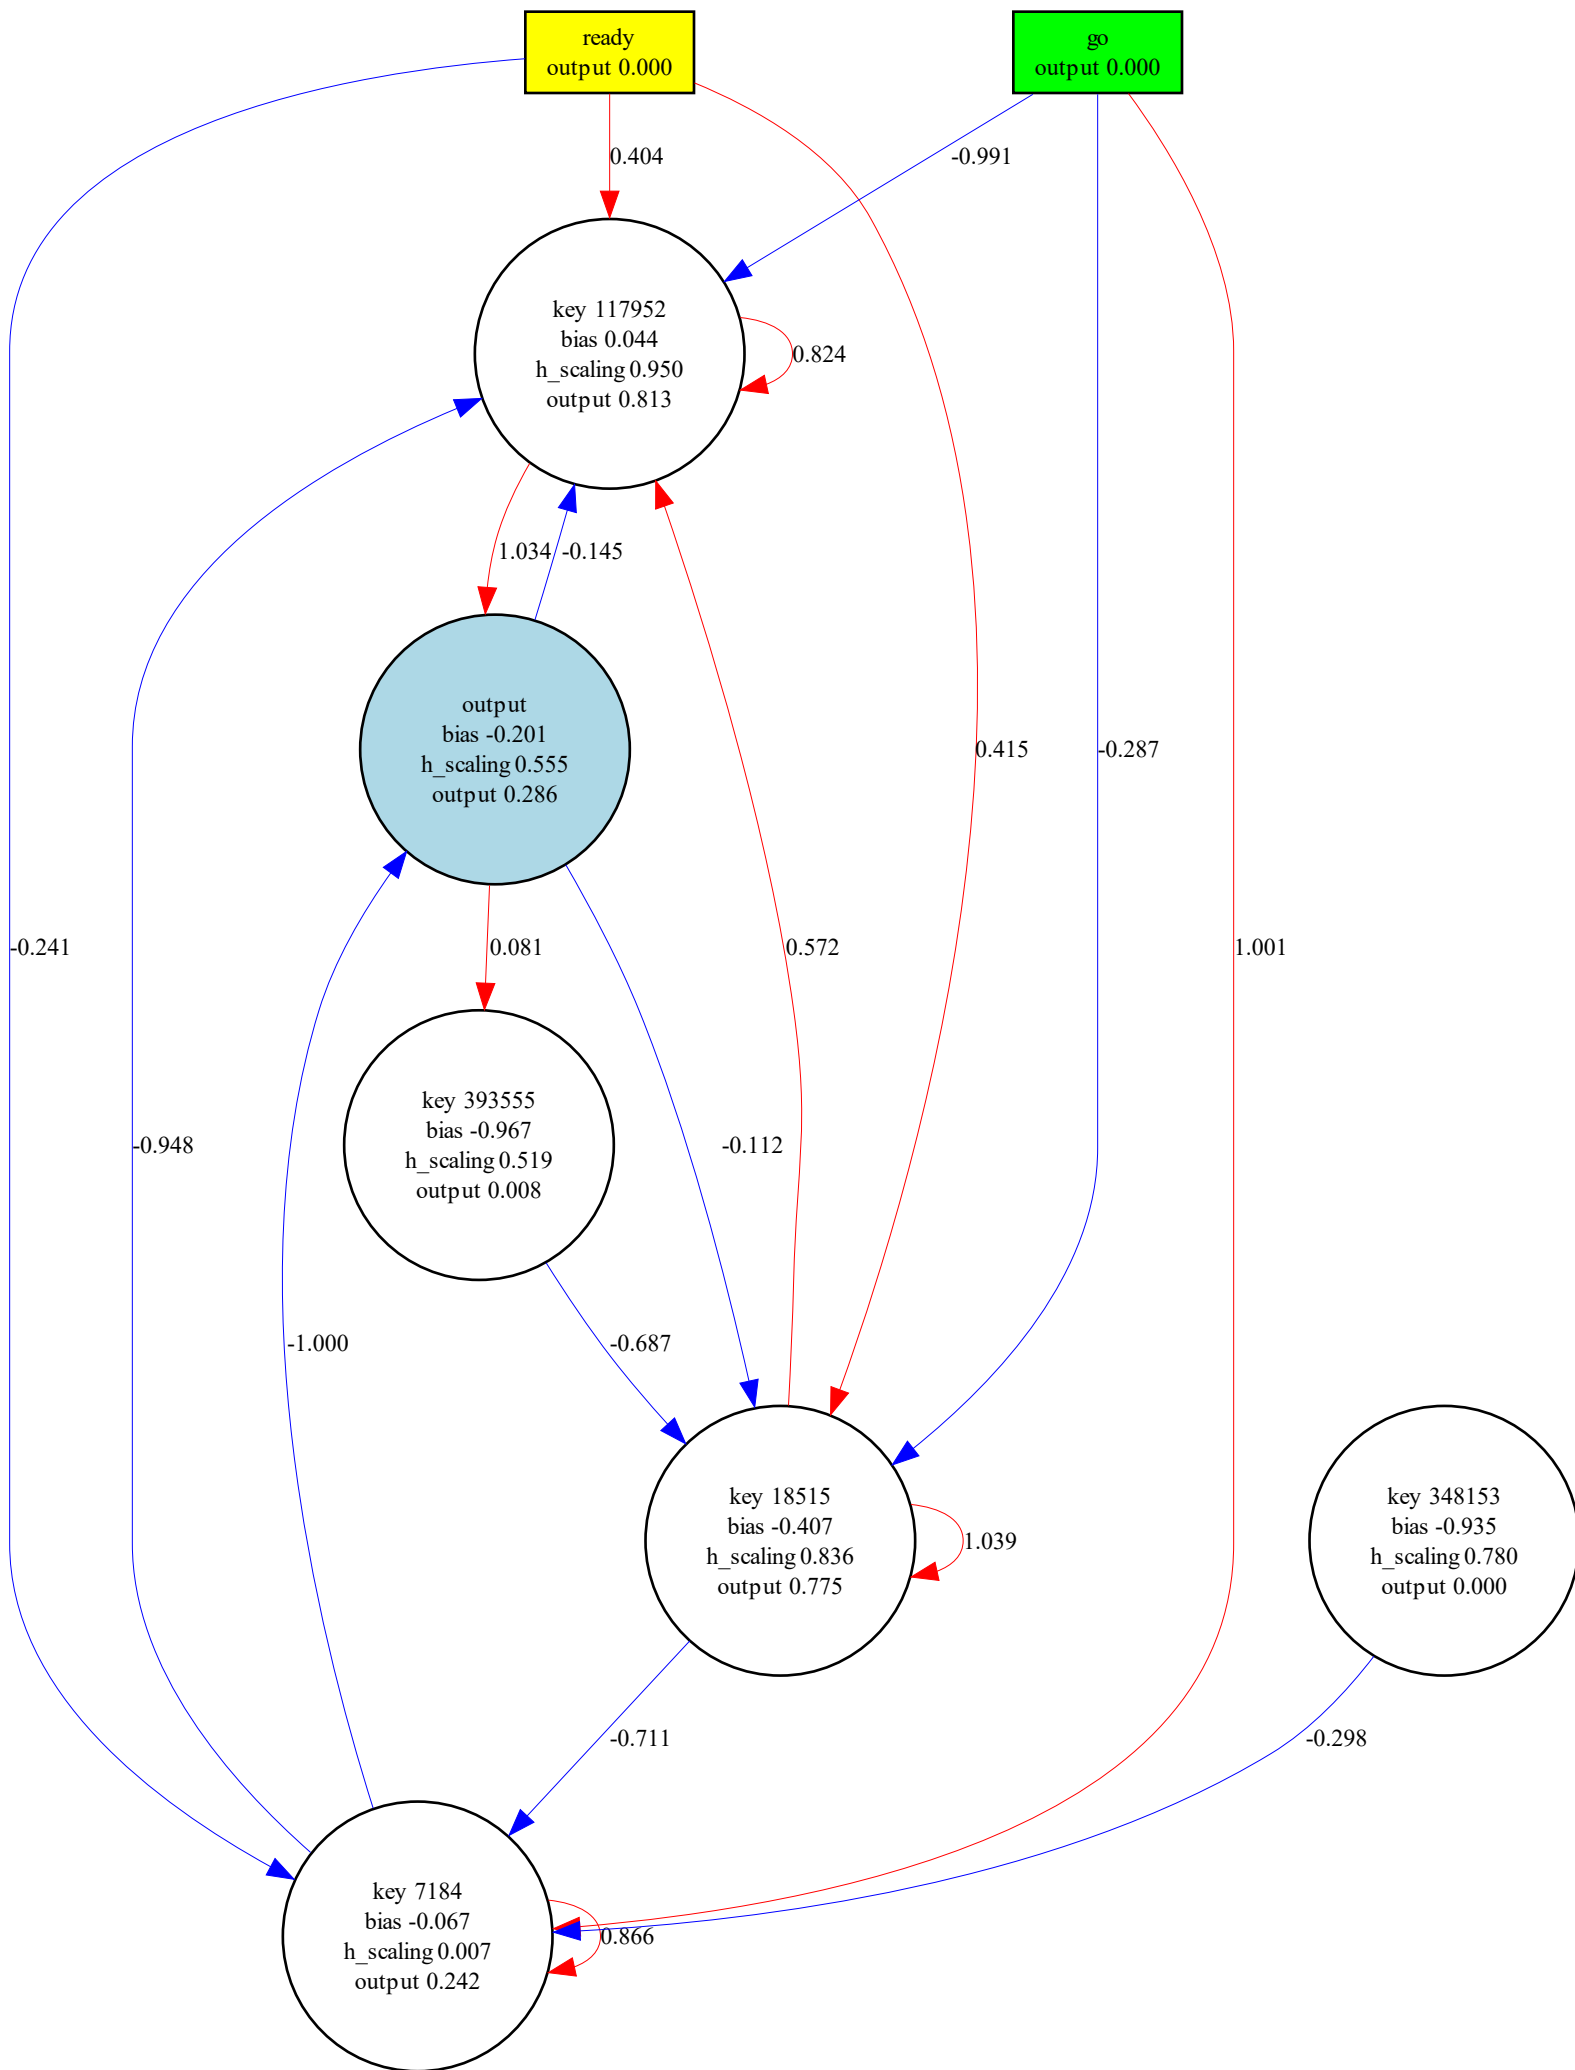 ready
output 0.000
go
output 0.000
0.404
-0.991
key 117952
bias 0.044
h_scaling 0.950
output 0.813
0.824
1.034
-0.145
output
bias -0.201
h_scaling 0.555
output 0.286
0.415
-0.287
-0.241
0.081
0.572
1.001
key 393555
bias -0.967
h_scaling 0.519
output 0.008
-0.948
-0.112
-1.000
-0.687
key 18515
bias -0.407
h_scaling 0.836
output 0.775
1.039
key 348153
bias -0.935
h_scaling 0.780
output 0.000
-0.711
-0.298
key 7184
bias -0.067
h_scaling 0.007
output 0.242
0.866